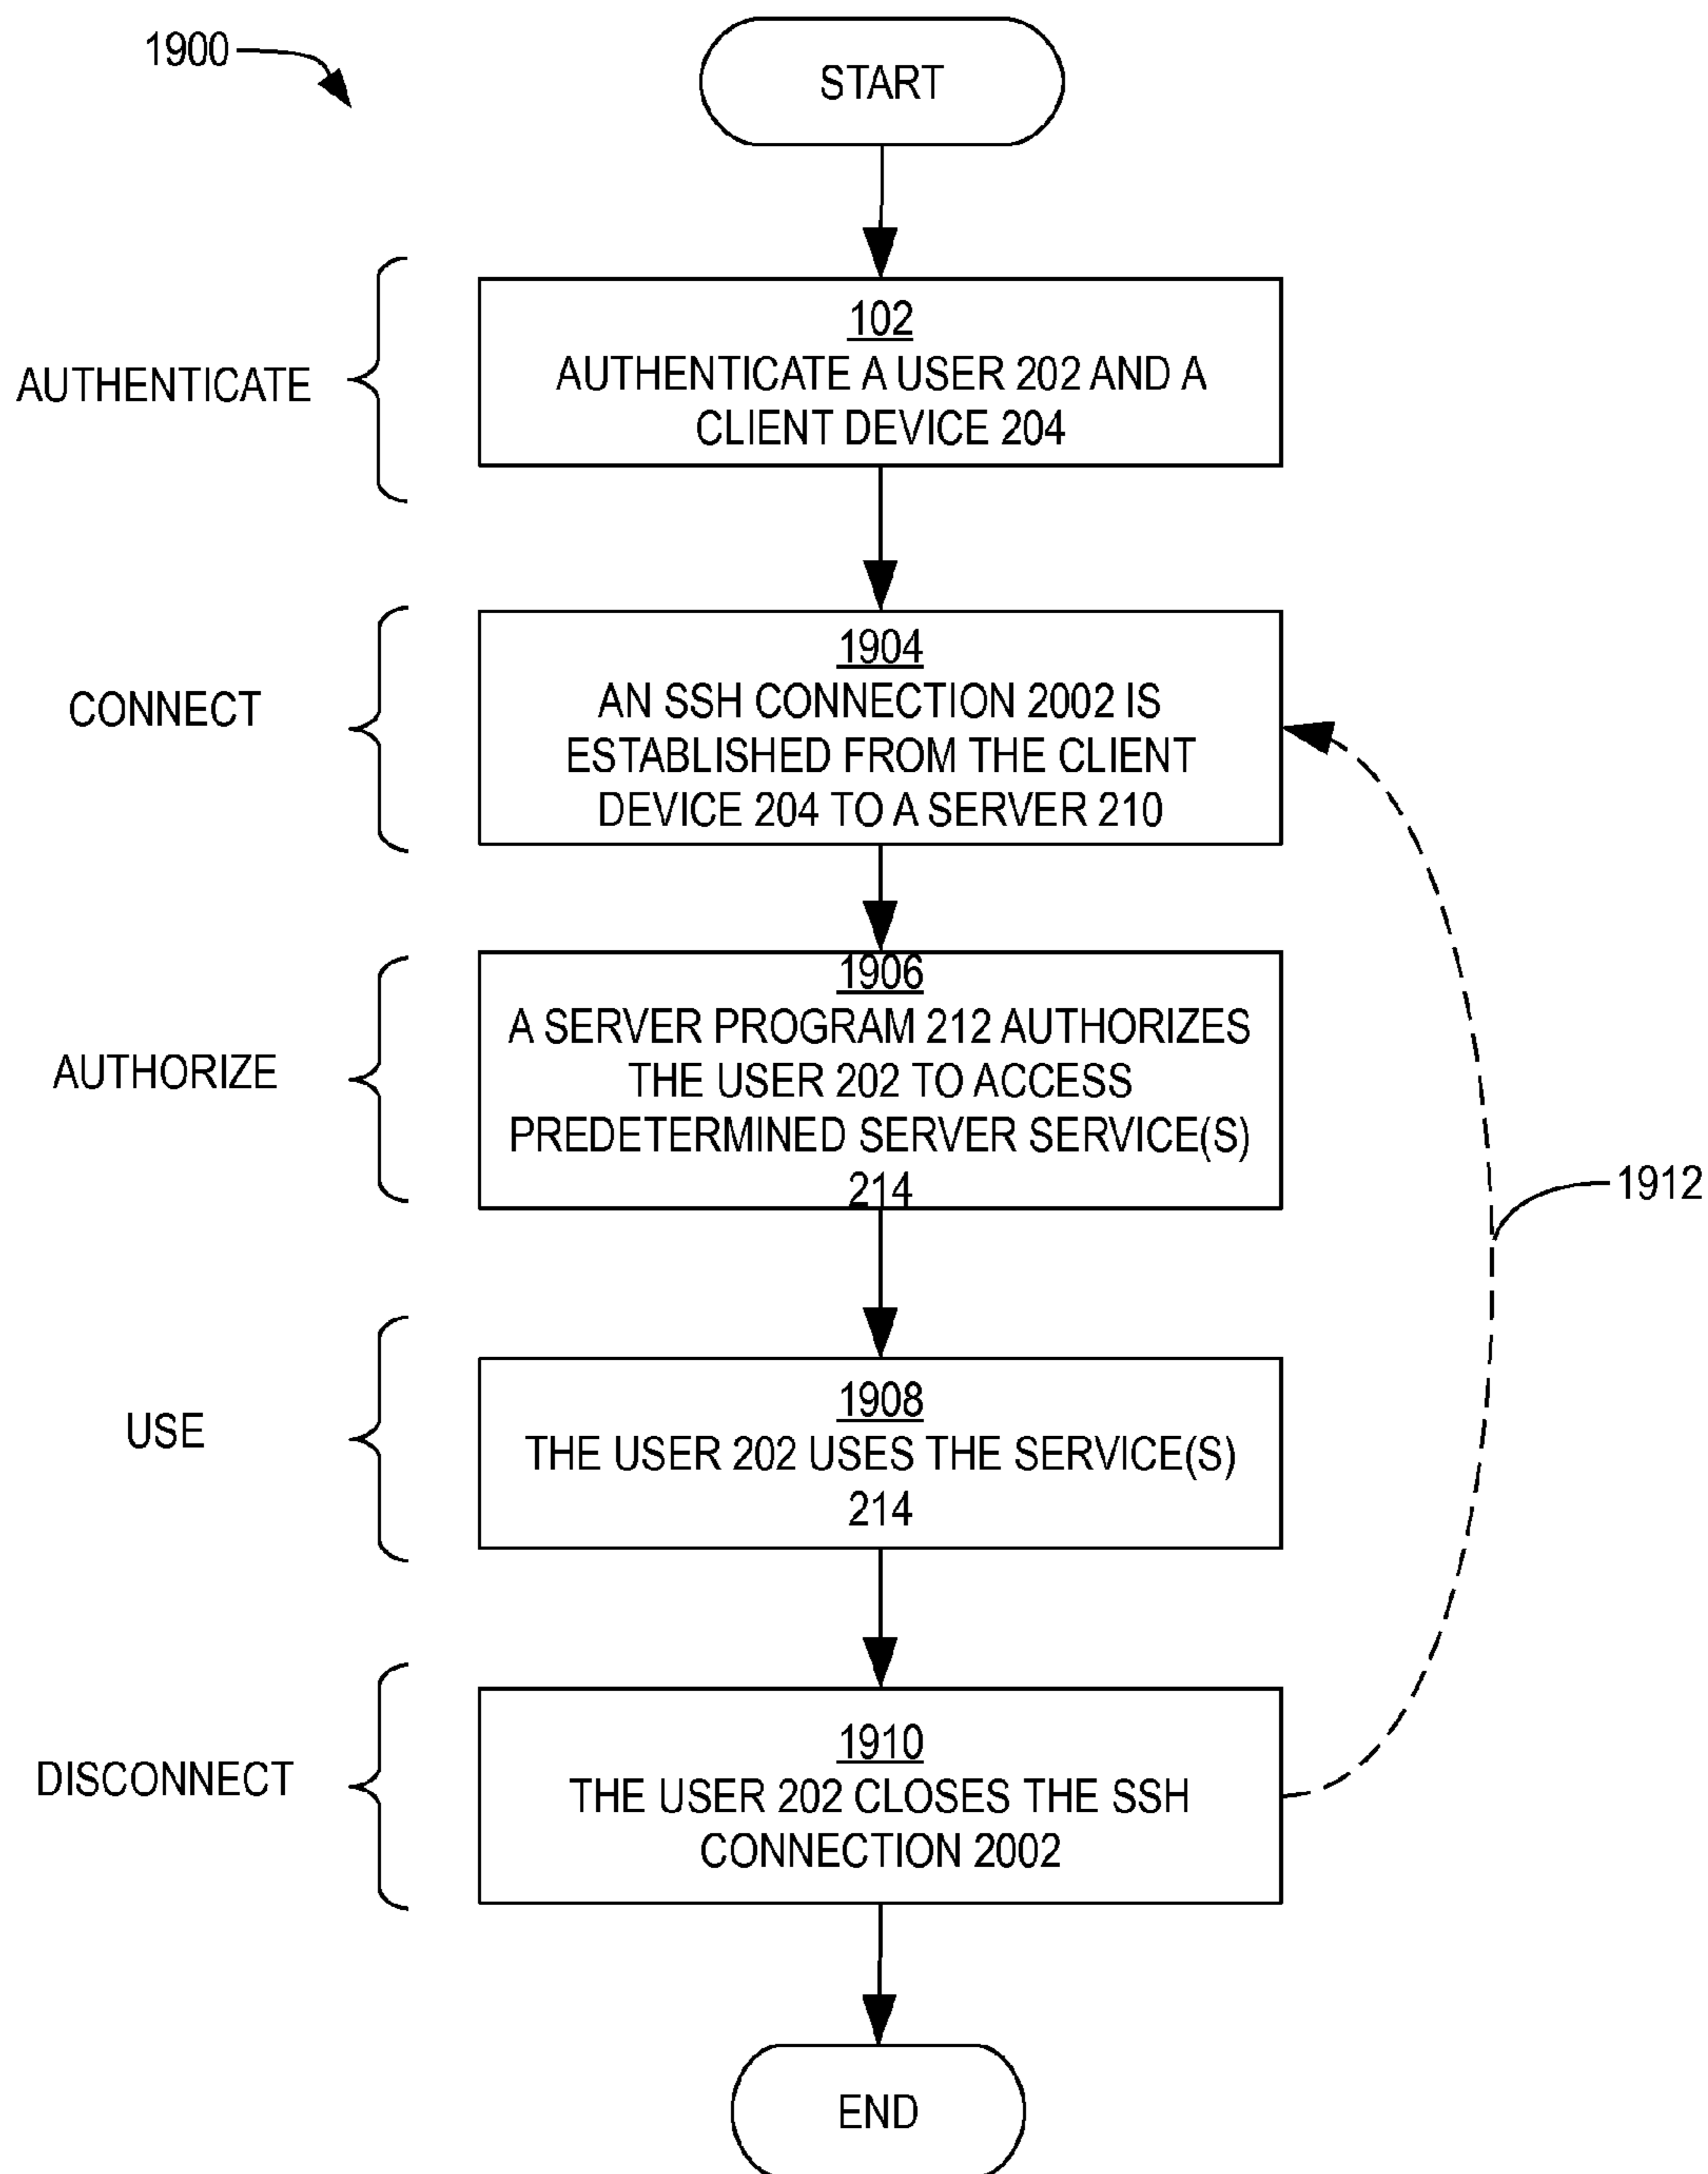 1900
START
AUTHENTICATE
102
AUTHENTICATE A USER 202 AND A
CLIENT DEVICE 204
CONNECT
1904
AN SSH CONNECTION 2002 IS
ESTABLISHED FROM THE CLIENT
DEVICE 204 TO A SERVER 210
AUTHORIZE
1906
A SERVER PROGRAM 212 AUTHORIZES
THE USER 202 TO ACCESS
PREDETERMINED SERVER SERVICE(S)
214
1912
USE
1908
THE USER 202 USES THE SERVICE(S)
214
DISCONNECT
1910
THE USER 202 CLOSES THE SSH
CONNECTION 2002
END